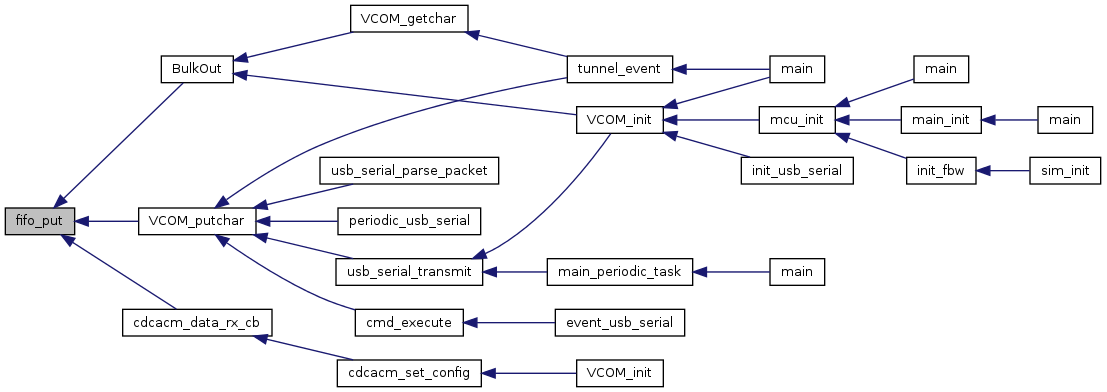 VCOM_getchar
BulkOut
tunnel_event
main
main
VCOM_init
mcu_init
main_init
main
usb_serial_parse_packet
init_usb_serial
init_fbw
sim_init
fifo_put
VCOM_putchar
periodic_usb_serial
usb_serial_transmit
main_periodic_task
main
cdcacm_data_rx_cb
cmd_execute
event_usb_serial
cdcacm_set_config
VCOM_init